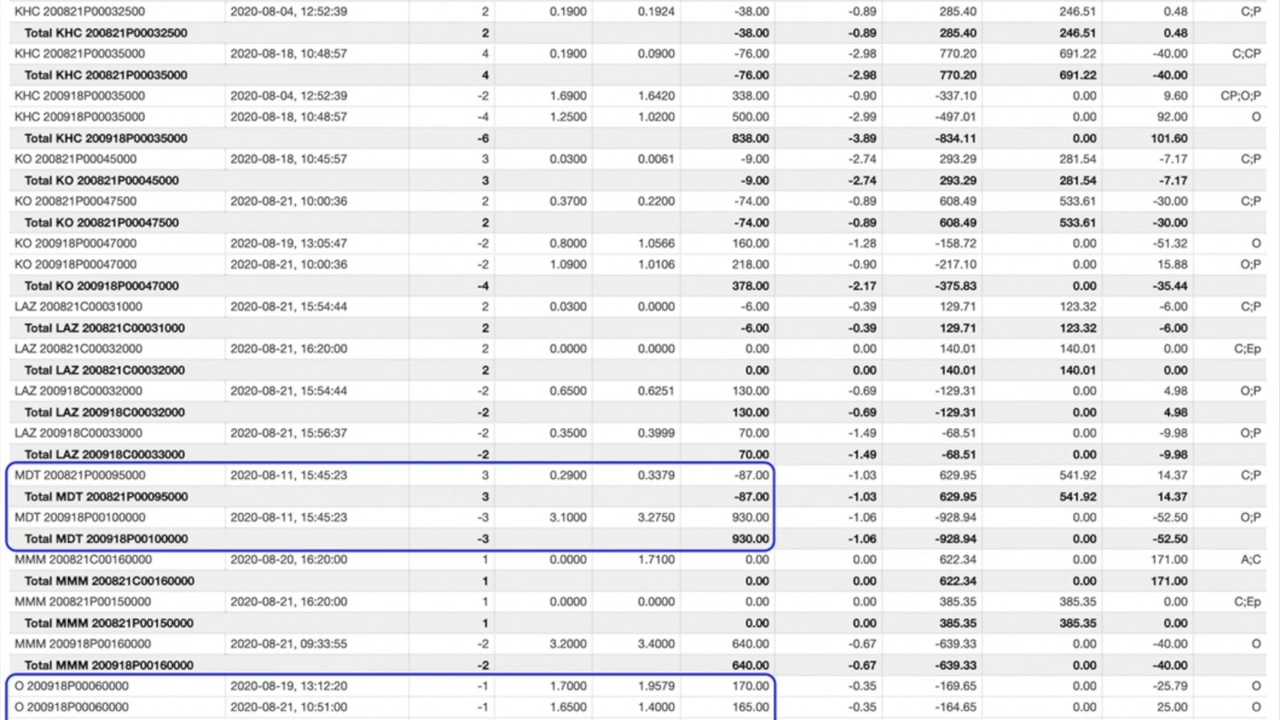 KHC 200821P00032500 2020-08-04, 12:52:39 2 0.1900 0.1924 -38.00 -0.89 285.40 246.51 0.48 C;P
Total KHC 200821P00032500 2 -38.00 -0.89 285.40 246.51 0.48
KHC 200821P00035000 2020-08-18, 10:48:57 4 0.1900 0.0900 -76.00 -2.98 770.20 691.22 -40.00 C;CP
Total KHC 200821P00035000 4 -76.00 -2.98 770.20 691.22 -40.00
KHC 200918P00035000 2020-08-04, 12:52:39 -2 1.6900 1.6420 338.00 -0.90 -337.10 0.00 9.60 CP;O;P
KHC 200918P00035000 2020-08-18, 10:48:57 -4 1.2500 1.0200 500.00 -2.99 -497.01 0.00 92.00 O
Total KHC 200918P00035000 -6 838.00 -3.89 -834.11 0.00 101.60
KO 200821P00045000 2020-08-18, 10:45:57 3 0.0300 0.0061 -9.00 -2.74 293.29 281.54 -7.17 C;P
Total KO 200821P00045000 3 -9.00 -2.74 293.29 281.54 -7.17
KO 200821P00047500 2020-08-21, 10:00:36 2 0.3700 0.2200 -74.00 -0.89 608.49 533.61 -30.00 C;P
Total KO 200821P00047500 2 -74.00 -0.89 608.49 533.61 -30.00
KO 200918P00047000 2020-08-19, 13:05:47 -2 0.8000 1.0566 160.00 -1.28 -158.72 0.00 -51.32 O
KO 200918P00047000 2020-08-21, 10:00:36 -2 1.0900 1.0106 218.00 -0.90 -217.10 0.00 15.88 O;P
Total KO 200918P00047000 -4 378.00 -2.17 -375.83 0.00 -35.44
LAZ 200821C00031000 2020-08-21, 15:54:44 2 0.0300 0.0000 -6.00 -0.39 129.71 123.32 -6.00 C;P
Total LAZ 200821C00031000 2 -6.00 -0.39 129.71 123.32 -6.00
LAZ 200821C00032000 2020-08-21, 16:20:00 2 0.0000 0.0000 0.00 0.00 140.01 140.01 0.00 C;Ep
Total LAZ 200821C00032000 2 0.00 0.00 140.01 140.01 0.00
LAZ 200918C00032000 2020-08-21, 15:54:44 -2 0.6500 0.6251 130.00 -0.69 -129.31 0.00 4.98 O;P
Total LAZ 200918C00032000 -2 130.00 -0.69 -129.31 0.00 4.98
LAZ 200918C00033000 2020-08-21, 15:56:37 -2 0.3500 0.3999 70.00 -1.49 -68.51 0.00 -9.98 O;P
Total LAZ 200918C00033000 -2 70.00 -1.49 -68.51 0.00 -9.98
MDT 200821P00095000 2020-08-11, 15:45:23 3 0.2900 0.3379 -87.00 -1.03 629.95 541.92 14.37 C;P
Total MDT 200821P00095000 3 -87.00 -1.03 629.95 541.92 14.37
MDT 200918P00100000 2020-08-11, 15:45:23 -3 3.1000 3.2750 930.00 -1.06 -928.94 0.00 -52.50 O;P
Total MDT 200918P00100000 -3 930.00 -1.06 -928.94 0.00 -52.50
MMM 200821C00160000 2020-08-20, 16:20:00 1 0.0000 1.7100 0.00 0.00 622.34 0.00 171.00 A;C
Total MMM 200821C00160000 1 0.00 0.00 622.34 0.00 171.00
MMM 200821P00150000 2020-08-21, 16:20:00 1 0.0000 0.0000 0.00 0.00 385.35 385.35 0.00 C;Ep
Total MMM 200821P00150000 1 0.00 0.00 385.35 385.35 0.00
MMM 200918P00160000 2020-08-21, 09:33:55 -2 3.2000 3.4000 640.00 -0.67 -639.33 0.00 -40.00 O
Total MMM 200918P00160000 -2 640.00 -0.67 -639.33 0.00 -40.00
O 200918P00060000 2020-08-19, 13:12:20 -1 1.7000 1.9579 170.00 -0.35 -169.65 0.00 -25.79 O
O 200918P00060000 2020-08-21, 10:51:00 -1 1.6500 1.4000 165.00 -0.35 -164.65 0.00 25.00 O